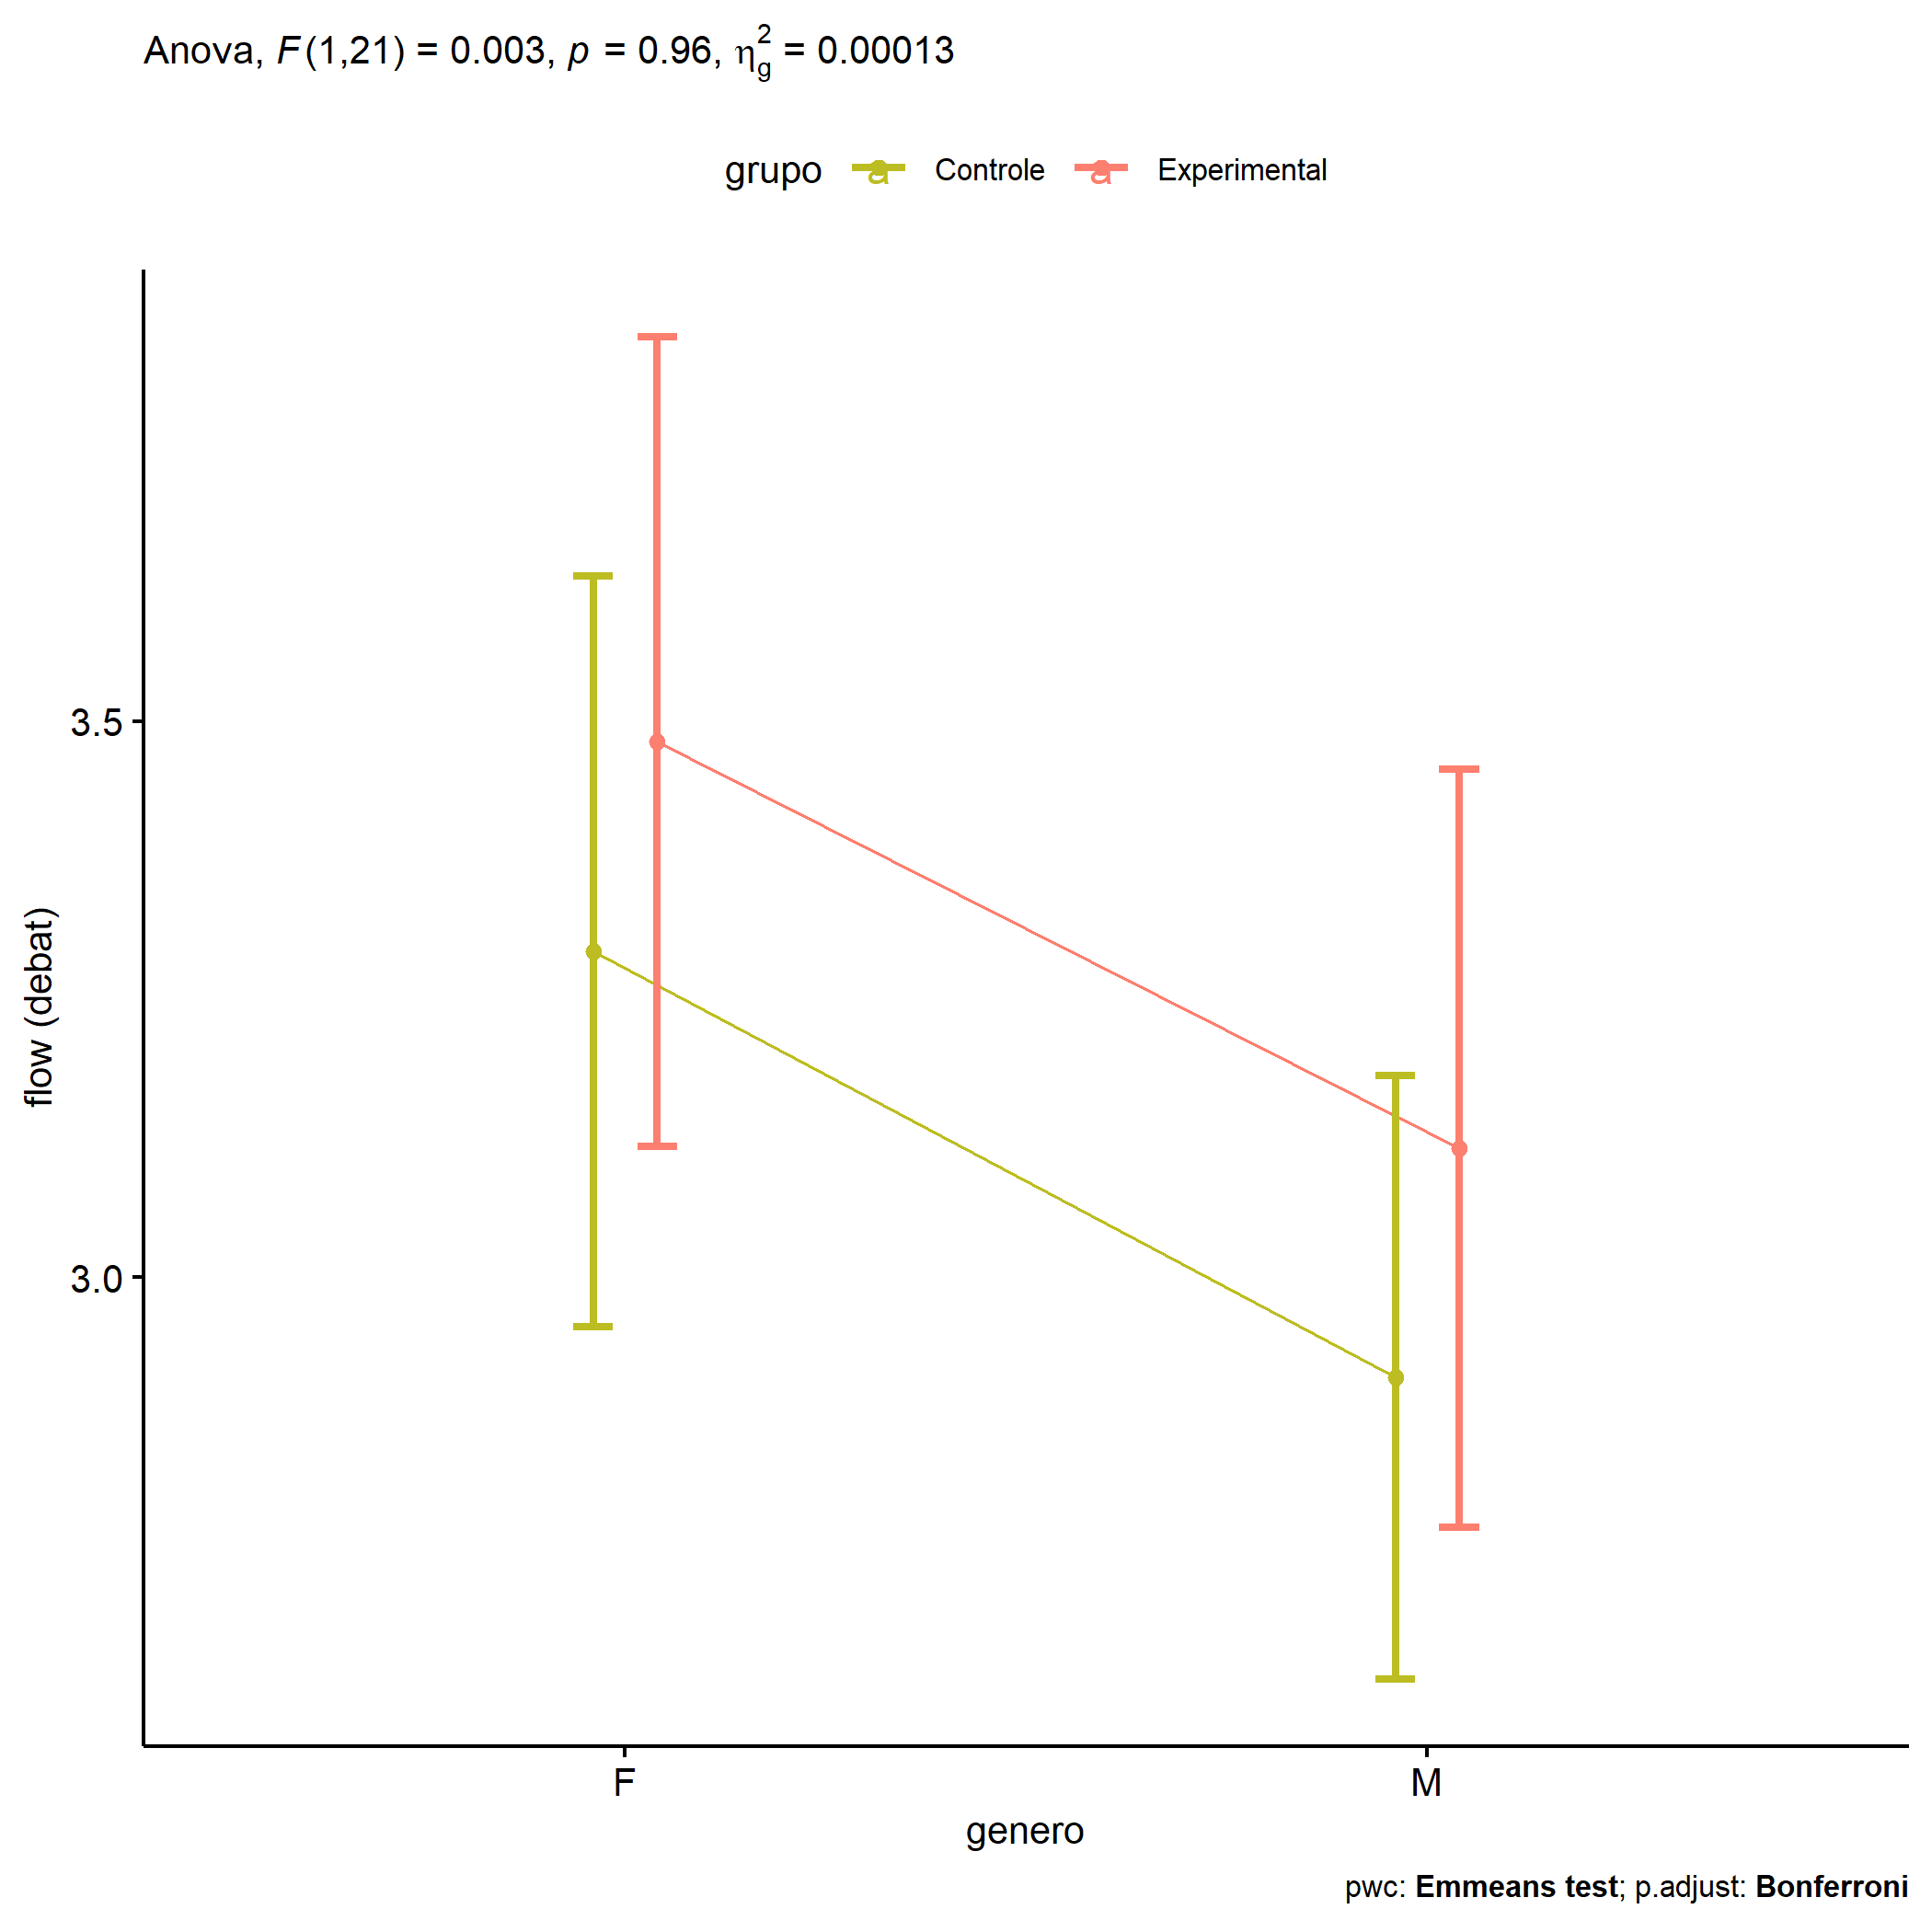 Anova, F(1,21) = 0.003, p = 0.96, η²g = 0.00013
grupo a Controle a Experimental
3.5
3.0
flow (debat)
F M
genero
pwc: Emmeans test; p.adjust: Bonferroni